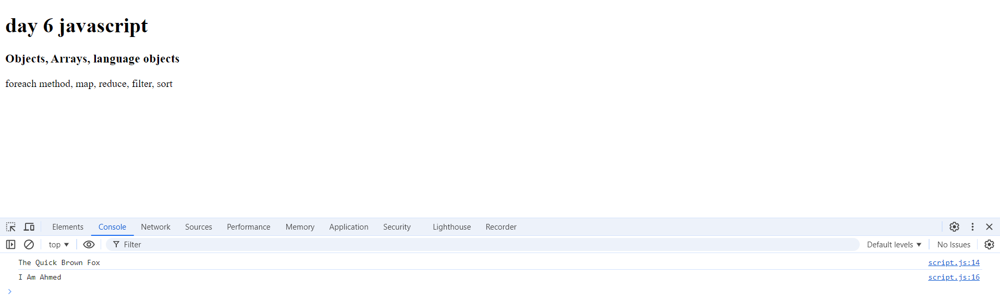 day 6 javascript
Objects, Arrays, language objects
foreach method, map, reduce, filter, sort
Elements Console Network Sources Performance Memory Application Security Lighthouse Recorder
top Filter Default levels No Issues
The Quick Brown Fox script.js:14
I Am Ahmed script.js:16